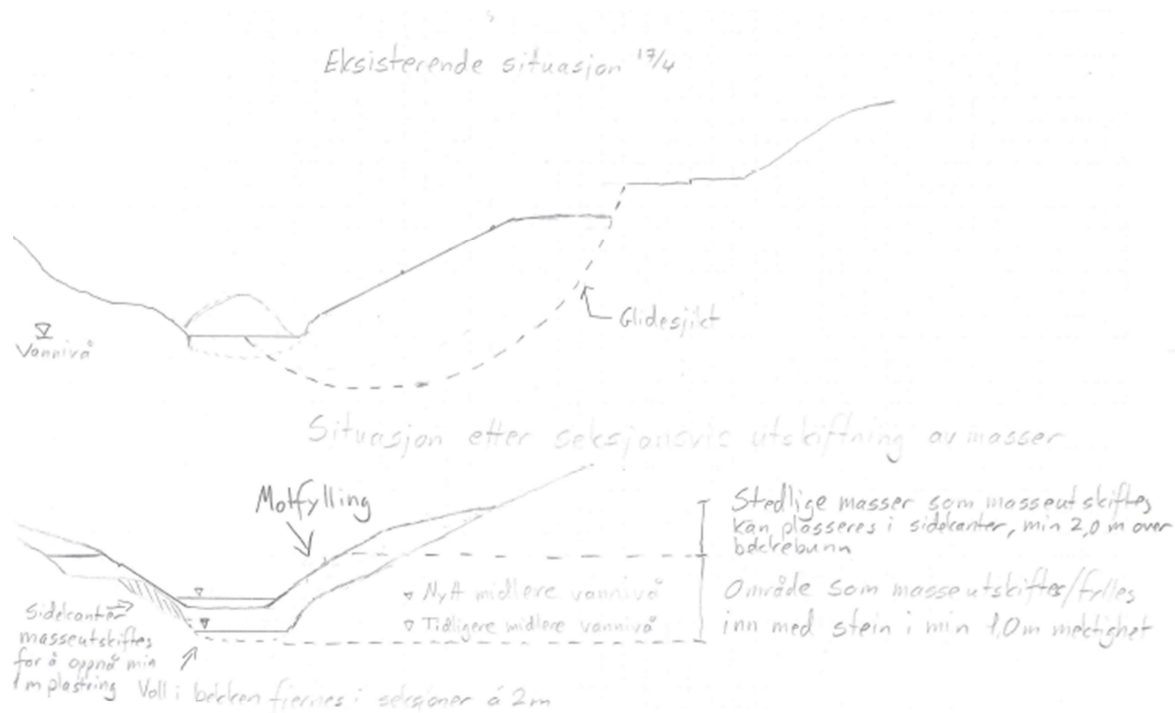 Eksisterende situasjon 17/4
Glidesjikt
Vannivå
Situasjon etter seksjonsvis utskiftning av masser
Motfylling
Stedlige masser som masseutskiftes
kan plasseres i sidekanter, min 2,0 m over
bekkebunn
Nytt midlere vannivå
Tidligere midlere vannivå
Område som masseutskiftes/fylles
inn med stein i min 1,0m mektighet
Sidekanter
masseutskiftes
for å oppnå min
1 m plastring
Voll i bekken fjernes i seksjoner á 2m